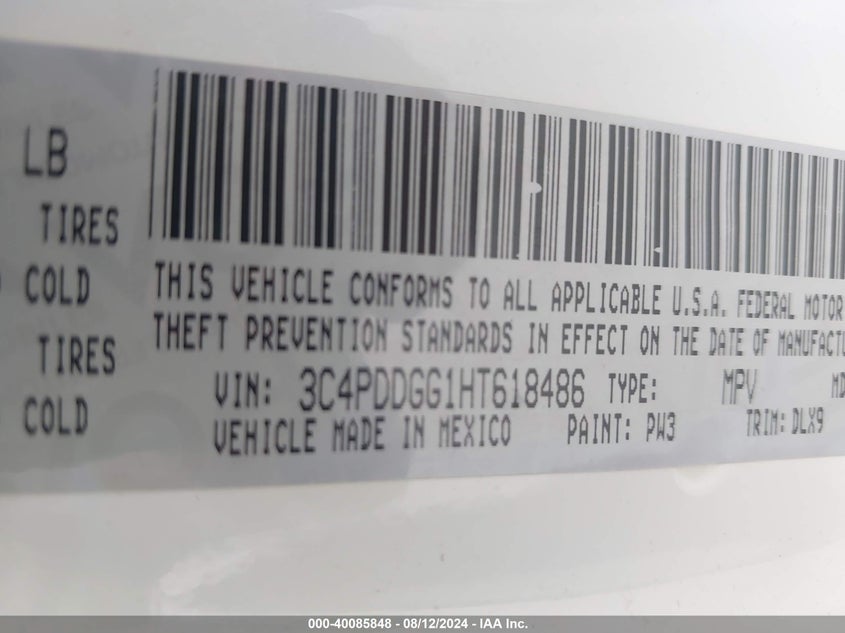 LB
TIRES
COLD
TIRES
COLD
THIS VEHICLE CONFORMS TO ALL APPLICABLE U.S.A. FEDERAL MOTOR
THEFT PREVENTION STANDARDS IN EFFECT ON THE DATE OF MANUFACTU
VIN: 3C4PDDGG1HT618486 TYPE: MPV MD
VEHICLE MADE IN MEXICO PAINT: PW3 TRIM: DLX9
000-40085848 - 08/12/2024 - IAA Inc.